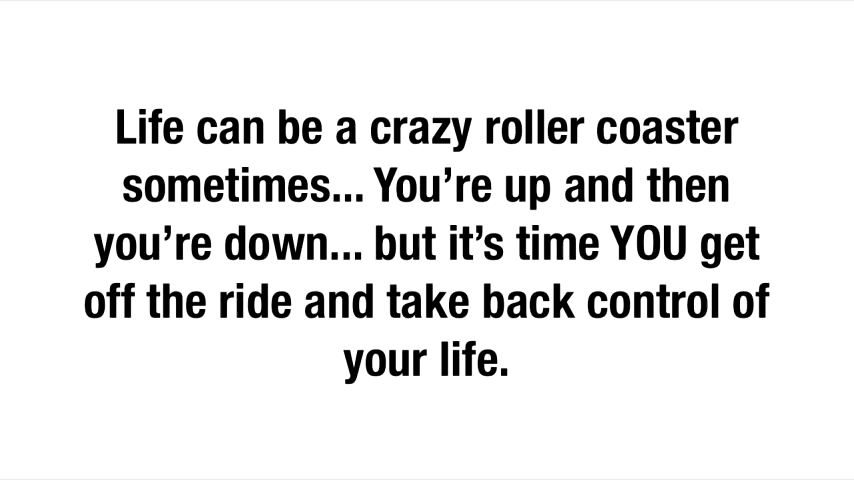 Life can be a crazy roller coaster
sometimes... You’re up and then
you’re down... but it’s time YOU get
off the ride and take back control of
your life.